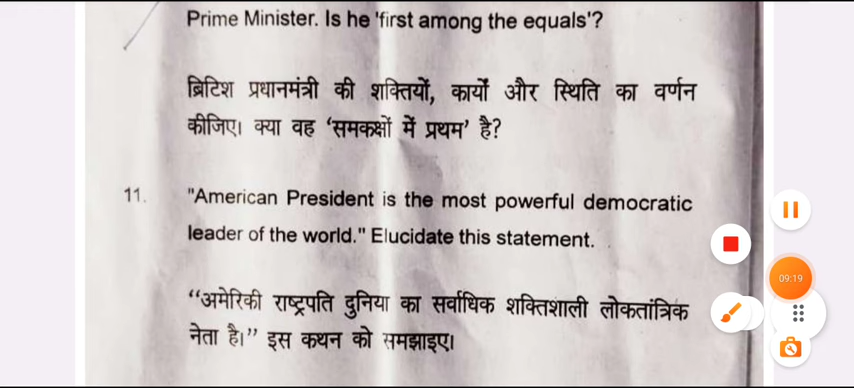 Prime Minister. Is he 'first among the equals'?
ब्रिटिश प्रधानमंत्री की शक्तियों, कार्यों और स्थिति का वर्णन
कीजिए। क्या वह ‘समकक्षों में प्रथम’ है?
11. "American President is the most powerful democratic
leader of the world." Elucidate this statement.
‘‘अमेरिकी राष्ट्रपति दुनिया का सर्वाधिक शक्तिशाली लोकतांत्रिक
नेता है।’’ इस कथन को समझाइए।
09:19